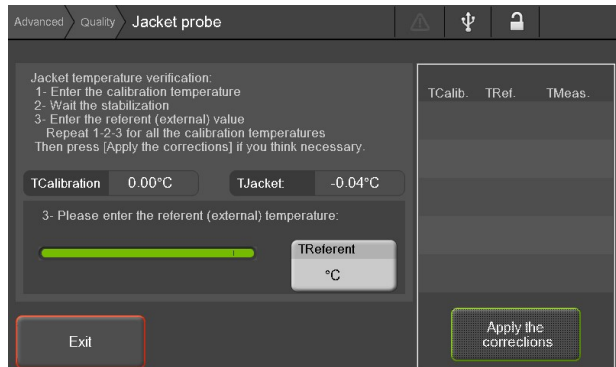 Advanced Quality Jacket probe
Jacket temperature verification:
1- Enter the calibration temperature
2- Wait the stabilization
3- Enter the referent (external) value
Repeat 1-2-3 for all the calibration temperatures
Then press [Apply the corrections] if you think necessary.
TCalib. TRef. TMeas.
TCalibration 0.00°C TJacket: -0.04°C
3- Please enter the referent (external) temperature:
TReferent
°C
Exit
Apply the
corrections